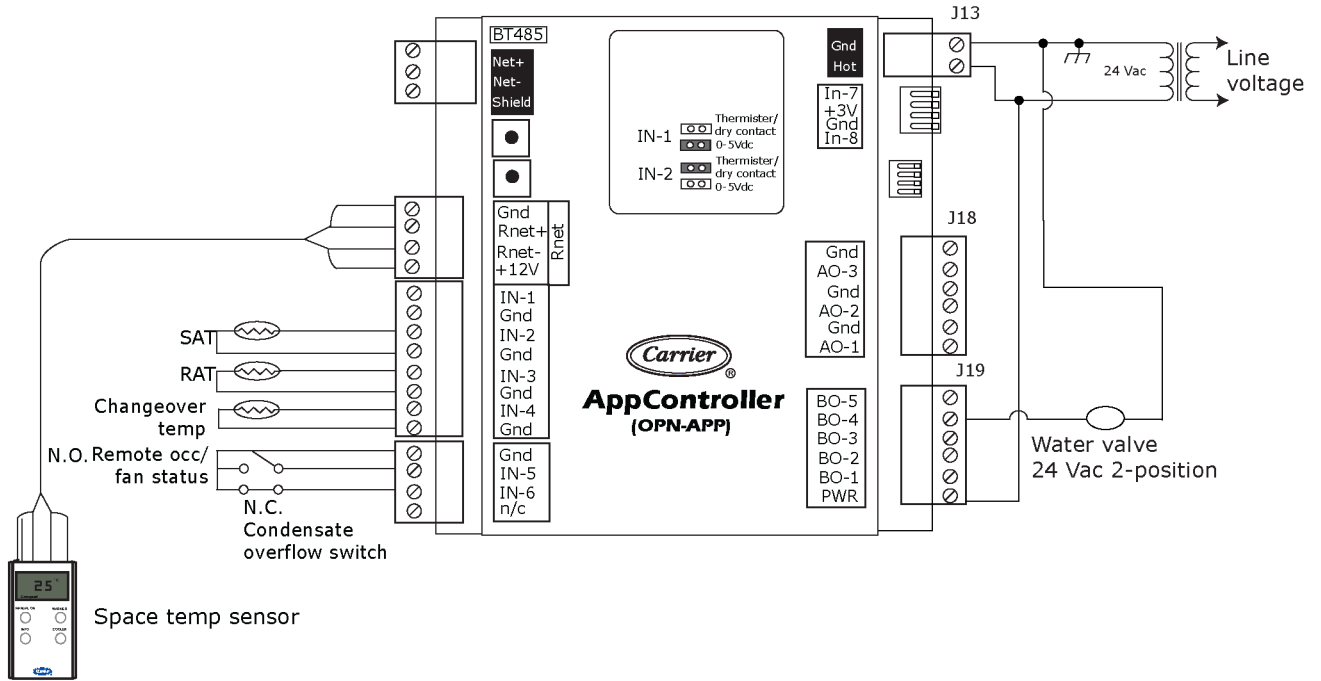 J13
BT485
Net+
Net-
Shield
Gnd
Hot
24 Vac
Line
voltage
In-7
+3V
Gnd
In-8
IN-1
Thermister/
dry contact
0-5Vdc
IN-2
Thermister/
dry contact
0-5Vdc
Gnd
Rnet+
Rnet-
+12V
Rnet
J18
Gnd
AO-3
Gnd
AO-2
Gnd
AO-1
IN-1
Gnd
IN-2
Gnd
IN-3
Gnd
IN-4
Gnd
SAT
RAT
Changeover
temp
Carrier
®
AppController
(OPN-APP)
J19
BO-5
BO-4
BO-3
BO-2
BO-1
PWR
Water valve
24 Vac 2-position
N.O. Remote occ/
fan status
Gnd
IN-5
IN-6
n/c
N.C.
Condensate
overflow switch
25°
INFO
Space temp sensor